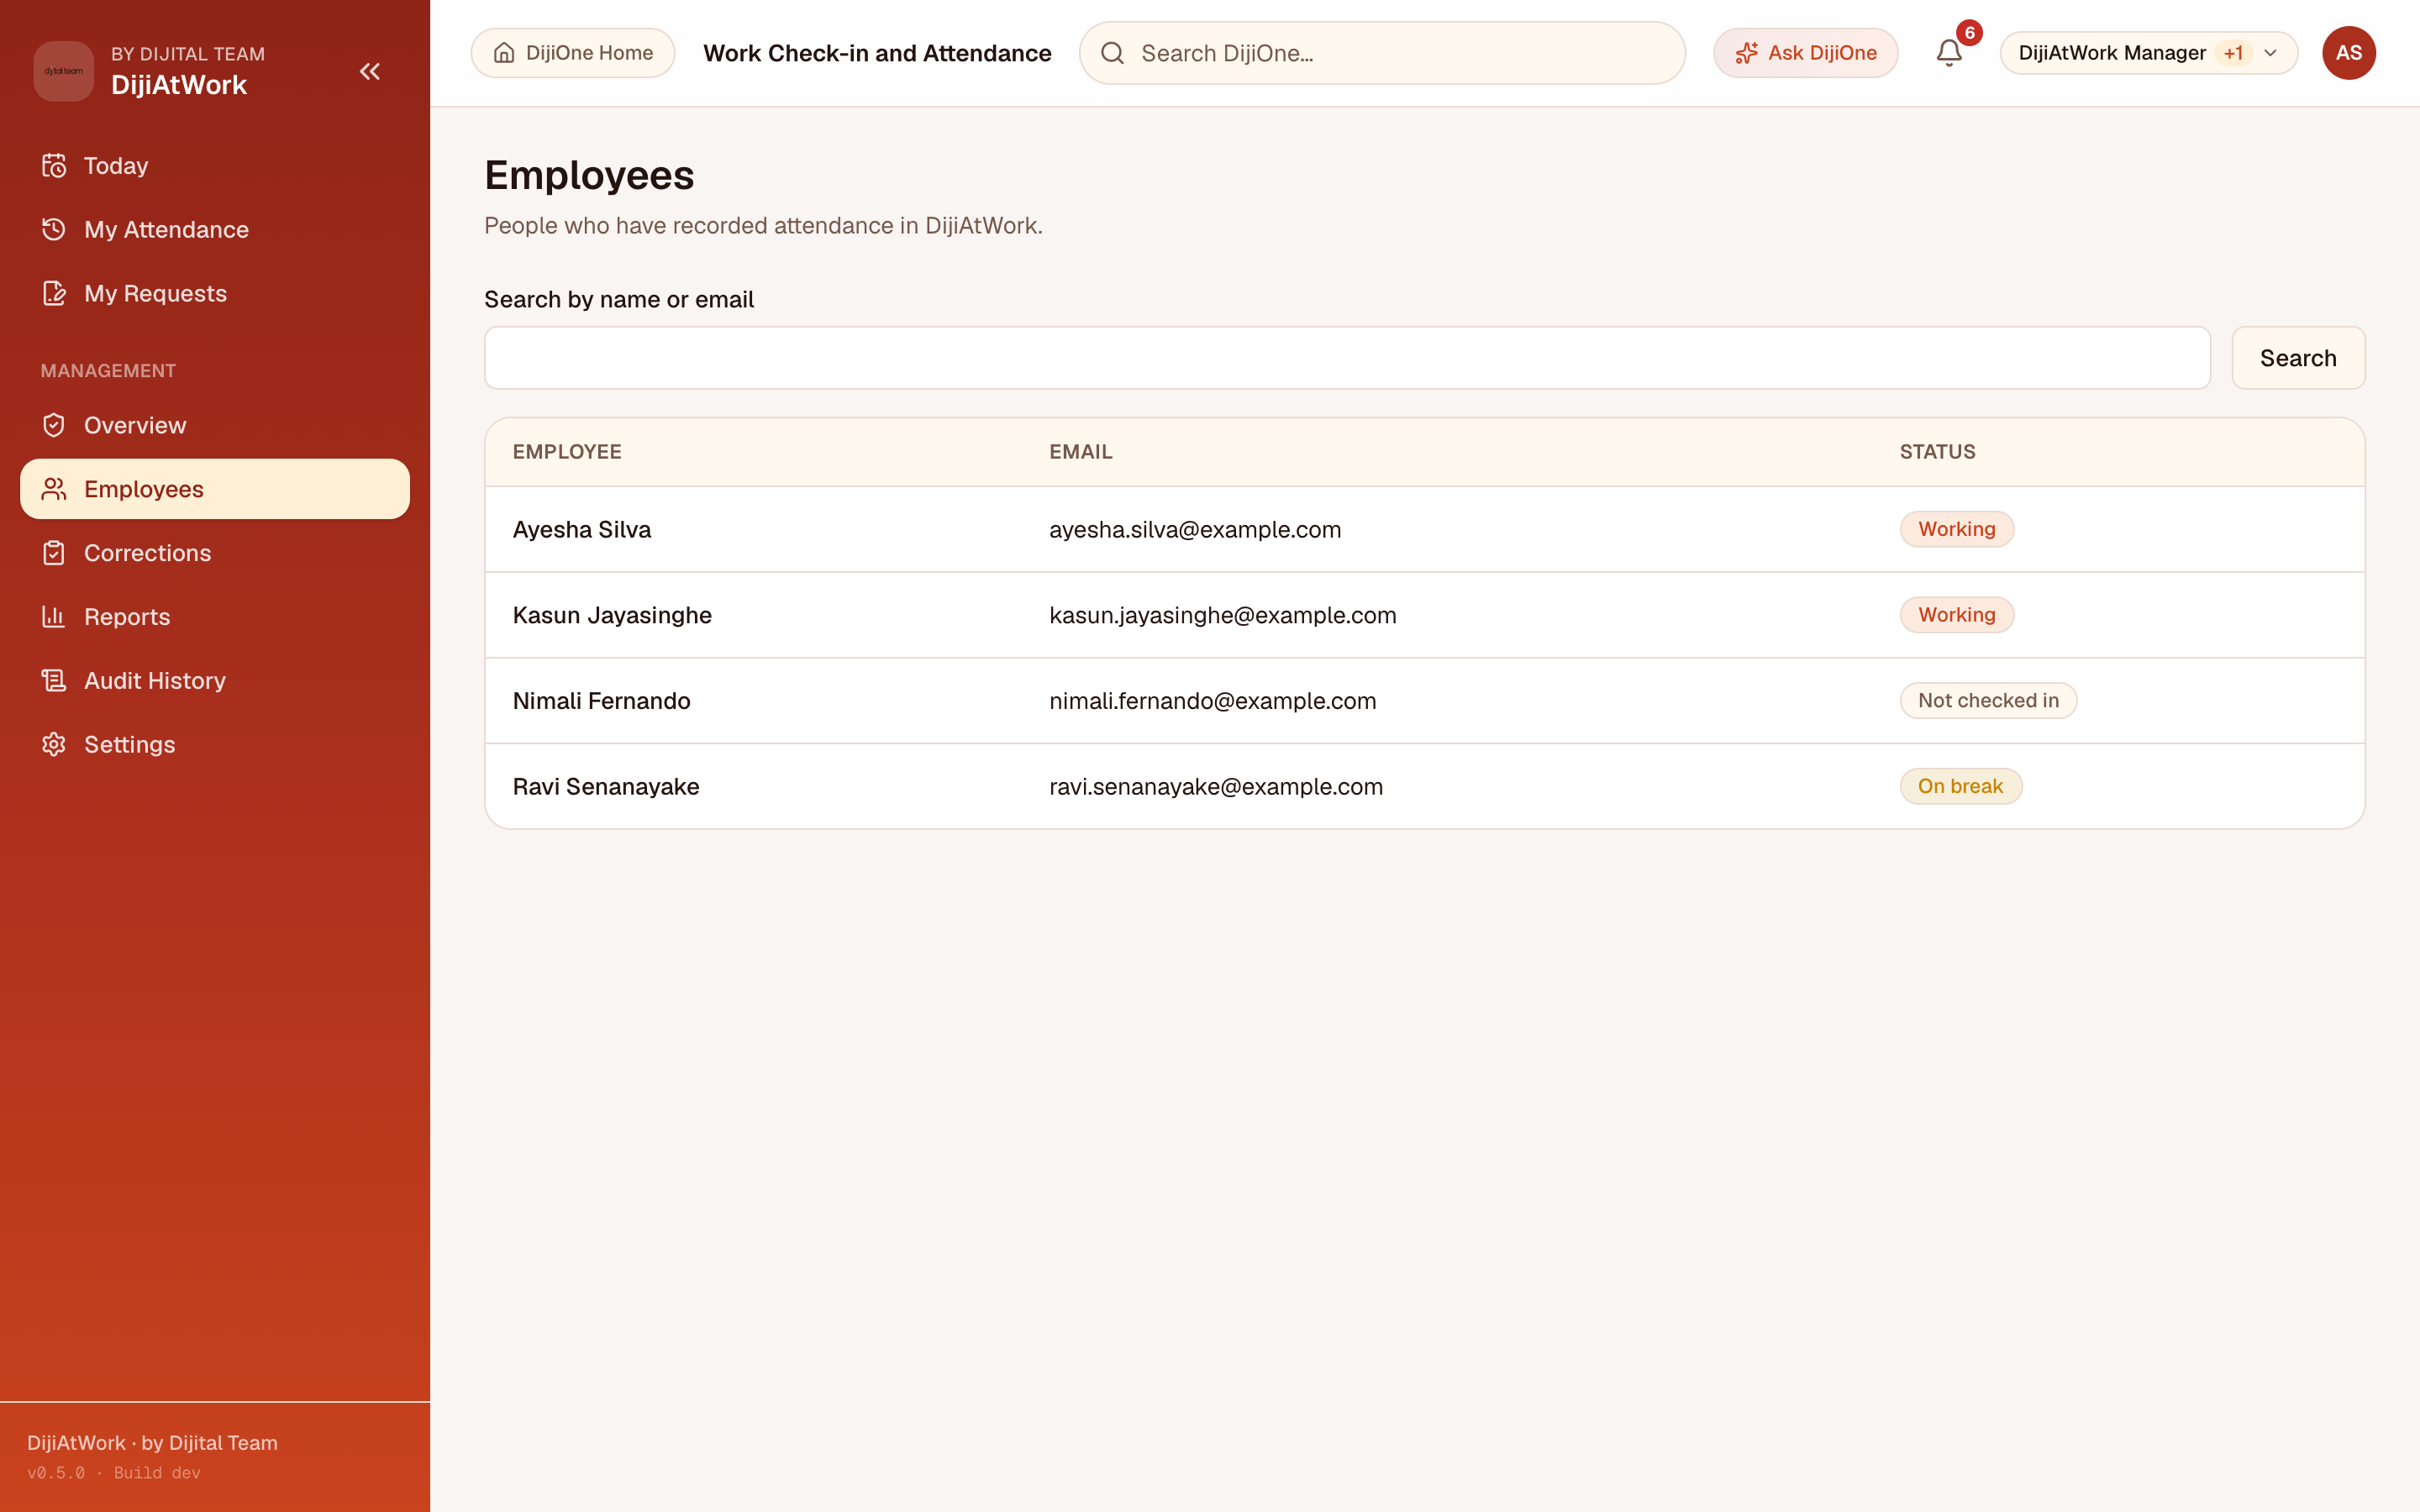 dijital team
BY DIJITAL TEAM
DijiAtWork
Today
My Attendance
My Requests
MANAGEMENT
Overview
Employees
Corrections
Reports
Audit History
Settings
DijiAtWork · by Dijital Team
v0.5.0 · Build dev
DijiOne Home
Work Check-in and Attendance
Search DijiOne...
Ask DijiOne
6
DijiAtWork Manager +1
AS
Employees
People who have recorded attendance in DijiAtWork.
Search by name or email
Search
EMPLOYEE EMAIL STATUS
Ayesha Silva ayesha.silva@example.com Working
Kasun Jayasinghe kasun.jayasinghe@example.com Working
Nimali Fernando nimali.fernando@example.com Not checked in
Ravi Senanayake ravi.senanayake@example.com On break